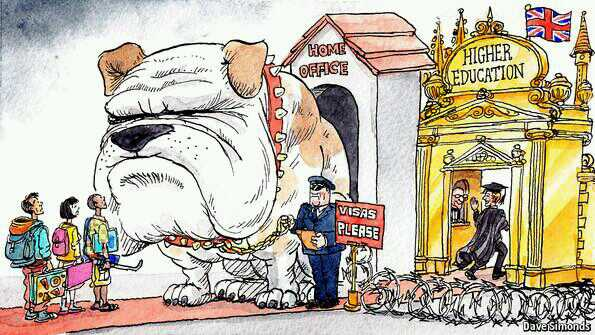 HOME
OFFICE
HIGHER
EDUCATION
VISAS
PLEASE
Dave Simonds